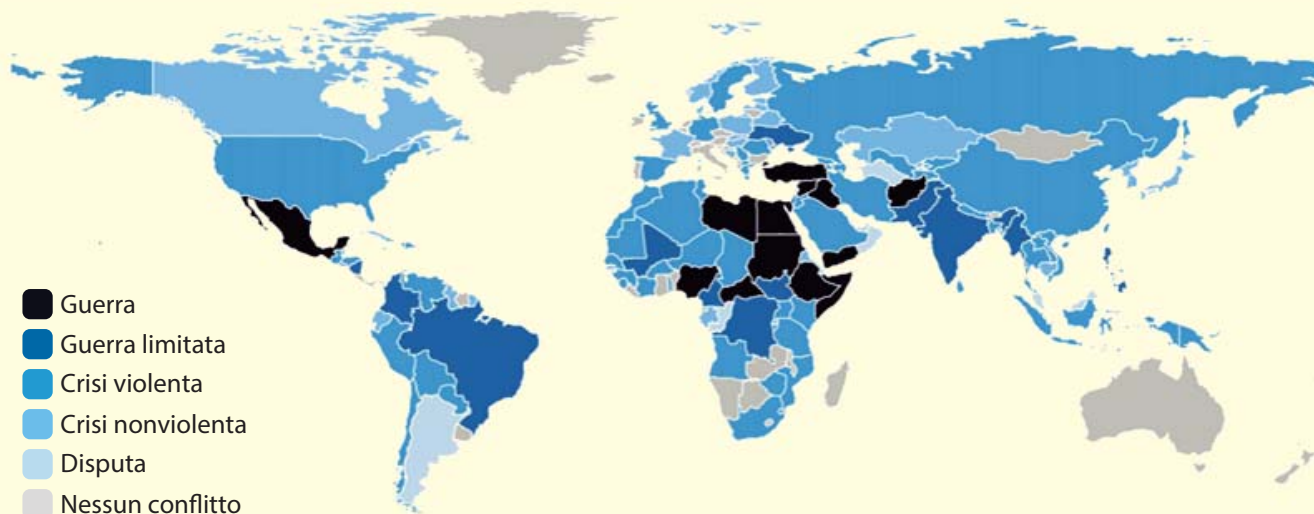 Guerra
Guerra limitata
Crisi violenta
Crisi nonviolenta
Disputa
Nessun conflitto